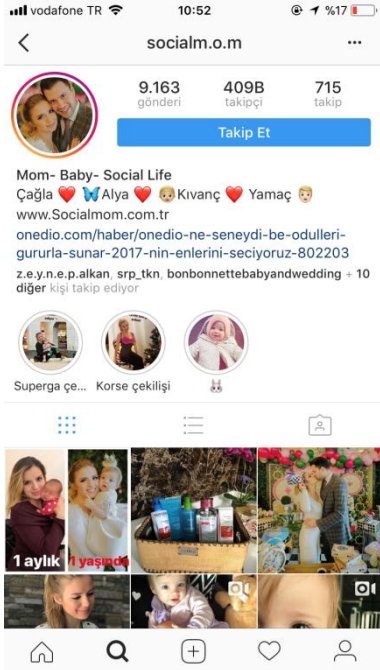 vodafone TR 10:52 %17
socialm.o.m
9.163 409B 715
gönderi takipçi takip
Takip Et
Mom- Baby- Social Life
Çağla ❤️ 🦋Alya ❤️ 👶🏼Kıvanç ❤️ Yamaç 👶🏼
www.Socialmom.com.tr
onedio.com/haber/onedio-ne-seneydi-be-odulleri-
gururla-sunar-2017-nin-enlerini-seciyoruz-802203
z.e.y.n.e.p.alkan, srp_tkn, bonbonnettebabyandwedding + 10
diğer kişi takip ediyor
Superga çe... Korse çekilişi 🐰
1 aylık 1 yaşında